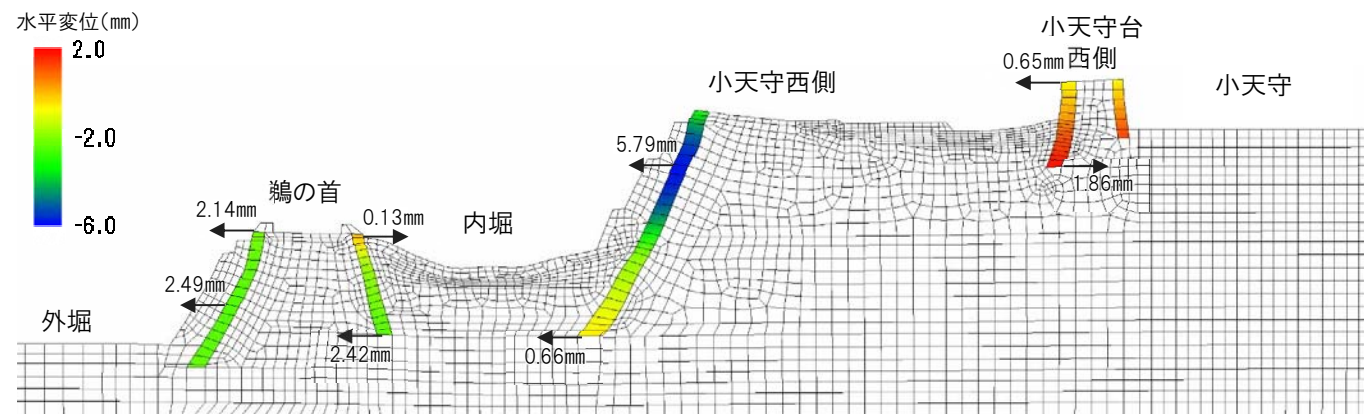 水平変位(mm)
2.0
-2.0
-6.0
小天守台
西側
0.65mm
小天守西側
小天守
5.79mm
1.86mm
鵜の首
2.14mm
0.13mm
内堀
2.49mm
外堀
2.42mm
0.66mm